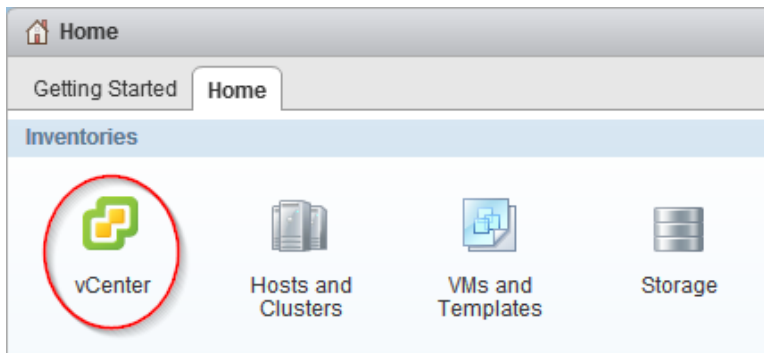 Home
Getting Started Home
Inventories
vCenter
Hosts and
Clusters
VMs and
Templates
Storage